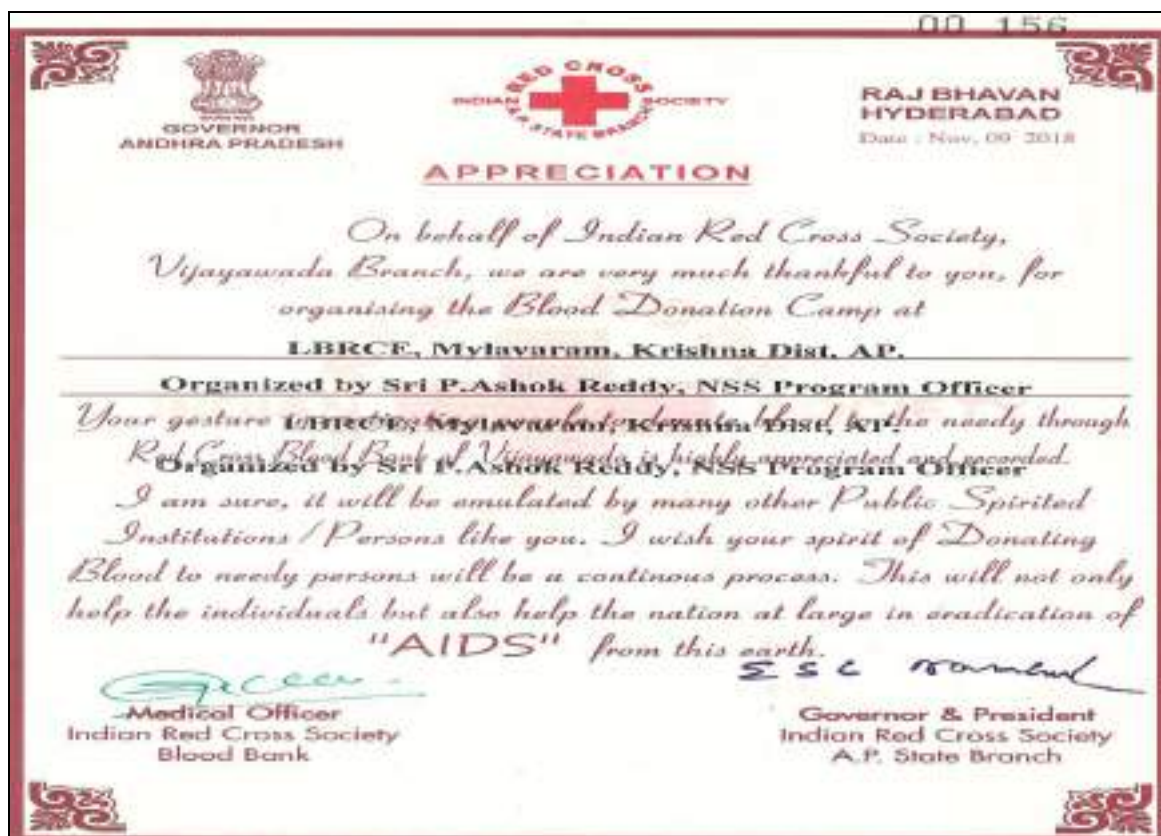 00 156
GOVERNOR
ANDHRA PRADESH
INDIAN RED CROSS SOCIETY
A.P. STATE BRANCH
RAJ BHAVAN
HYDERABAD
Date : Nov, 09 2018
APPRECIATION
On behalf of Indian Red Cross Society,
Vijayawada Branch, we are very much thankful to you, for
organising the Blood Donation Camp at
LBRCE, Mylavaram, Krishna Dist, AP.
Organized by Sri P.Ashok Reddy, NSS Program Officer
Your gesture blood the needy through
LBRCE, Mylavaram, Krishna Dist, AP.
Red Cross Blood Bank of Vijayawada is highly appreciated and recorded.
Organized by Sri P.Ashok Reddy, NSS Program Officer
I am sure, it will be emulated by many other Public Spirited
Institutions / Persons like you. I wish your spirit of Donating
Blood to needy persons will be a continous process. This will not only
help the individuals but also help the nation at large in eradication of
"AIDS" from this earth.
E S L
Medical Officer
Indian Red Cross Society
Blood Bank
Governor & President
Indian Red Cross Society
A.P. State Branch